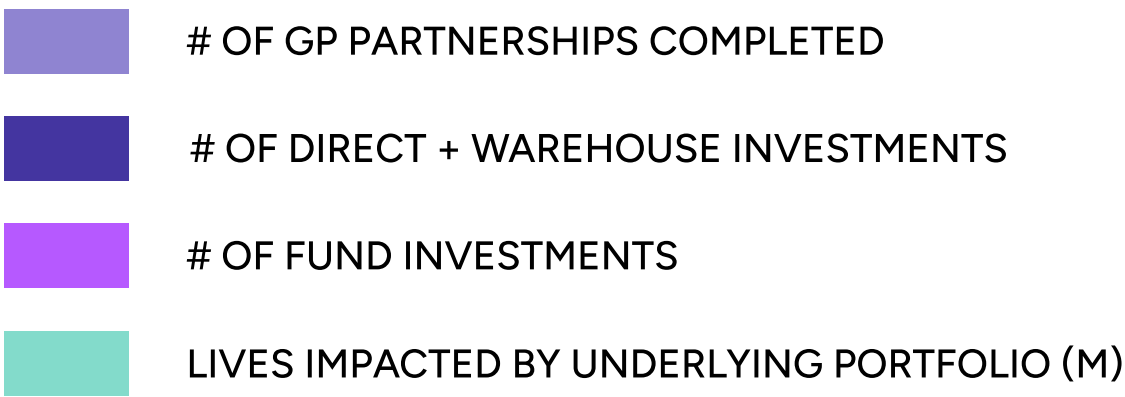 # OF GP PARTNERSHIPS COMPLETED
# OF DIRECT + WAREHOUSE INVESTMENTS
# OF FUND INVESTMENTS
LIVES IMPACTED BY UNDERLYING PORTFOLIO (M)